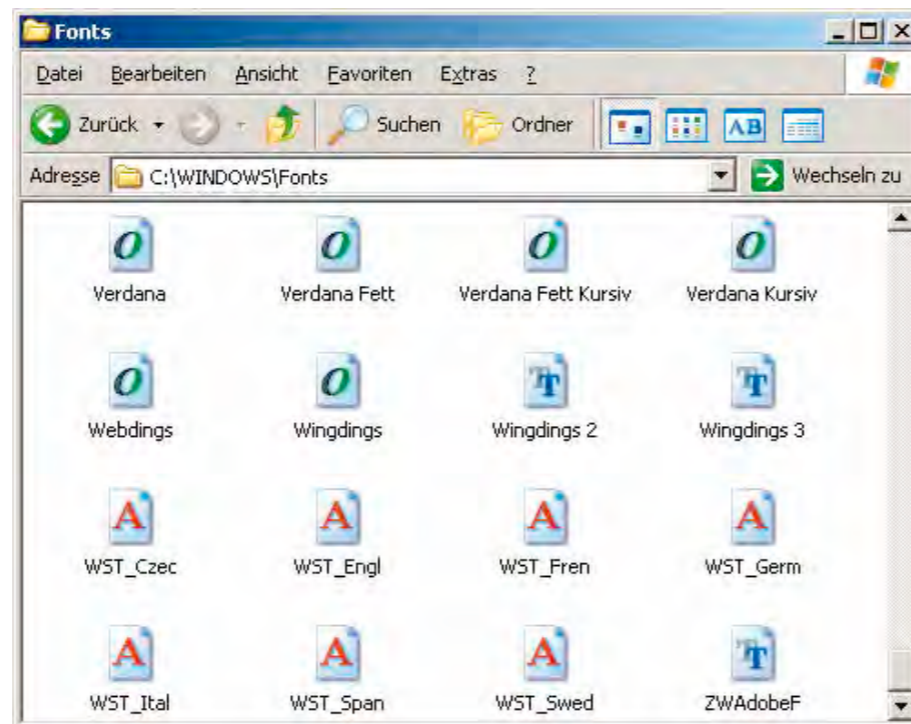 Fonts
Datei Bearbeiten Ansicht Favoriten Extras ?
Zurück Suchen Ordner AB
Adresse C:\WINDOWS\Fonts Wechseln zu
Verdana Verdana Fett Verdana Fett Kursiv Verdana Kursiv
Webdings Wingdings Wingdings 2 Wingdings 3
WST_Czec WST_Engl WST_Fren WST_Germ
WST_Ital WST_Span WST_Swed ZWAdobeF